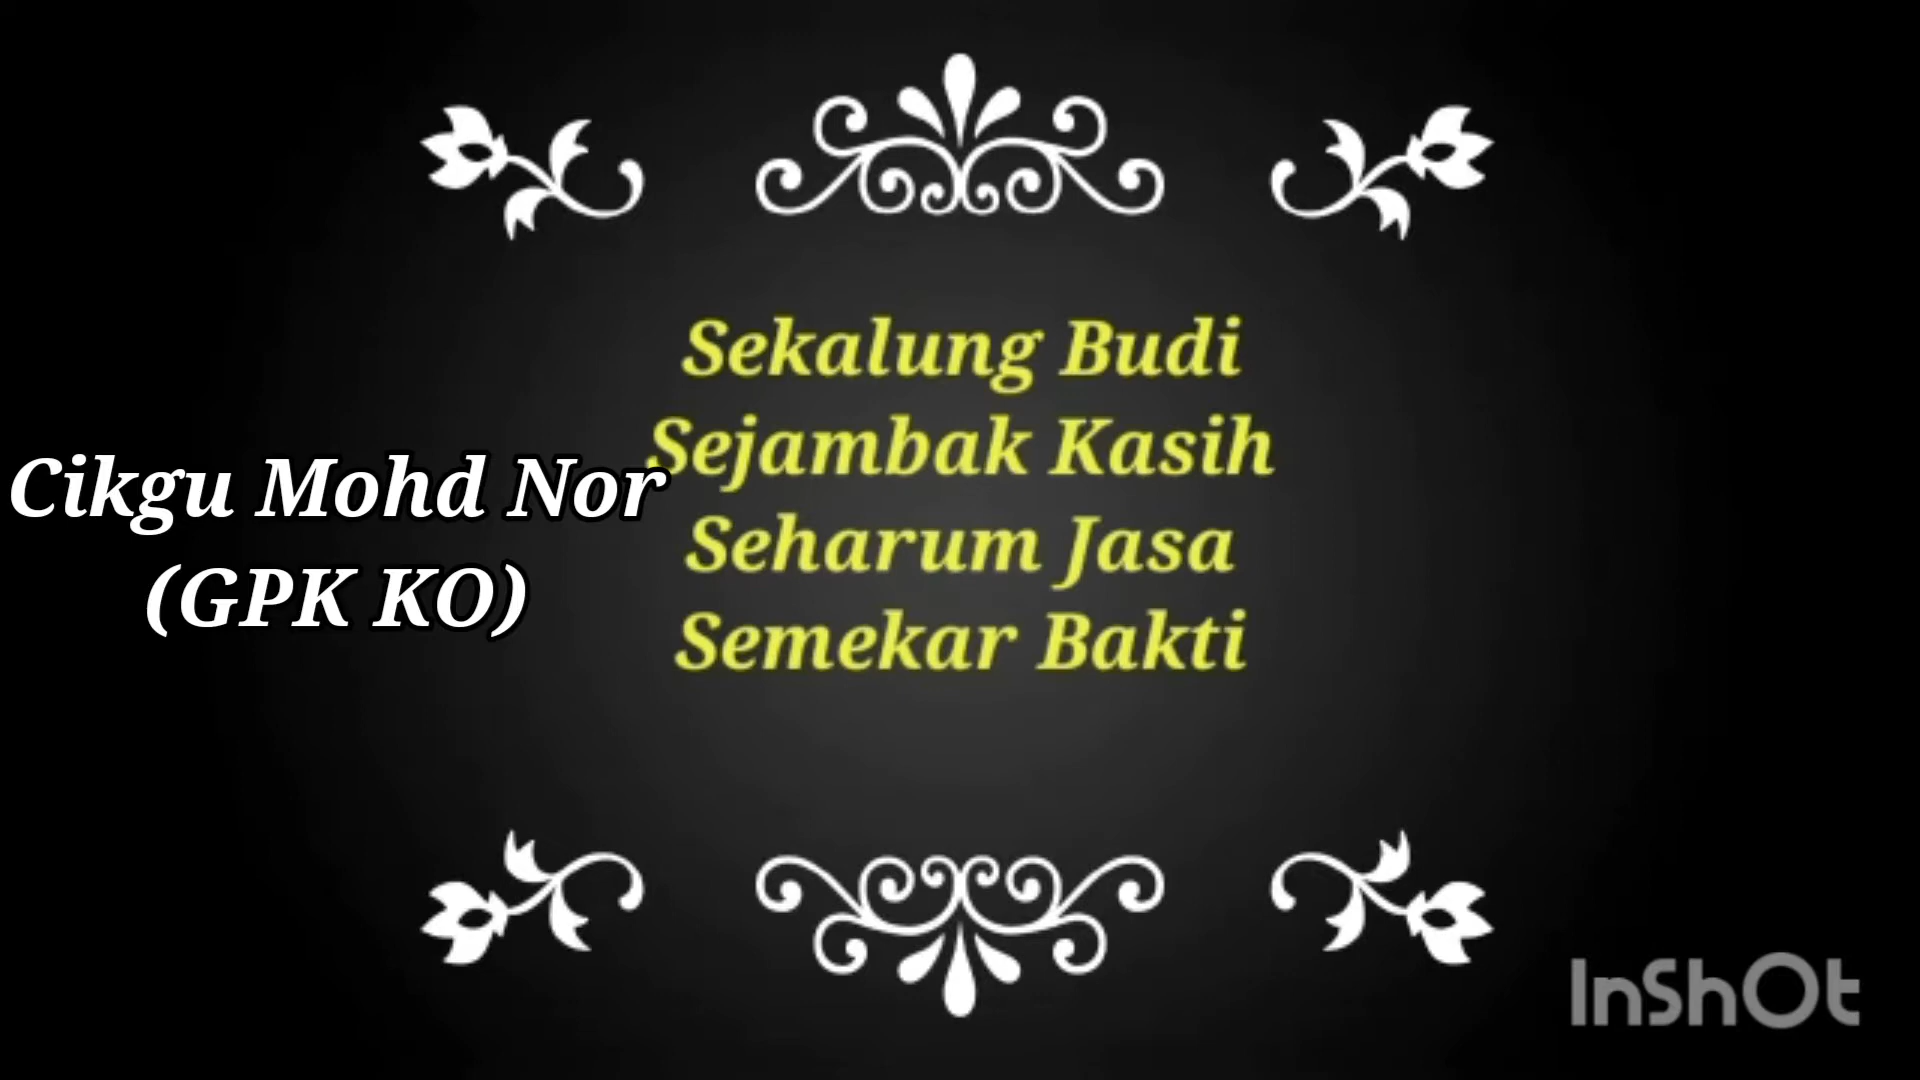 Sekalung Budi
Sejambak Kasih
Seharum Jasa
Semekar Bakti
Cikgu Mohd Nor
(GPK KO)
InShOt